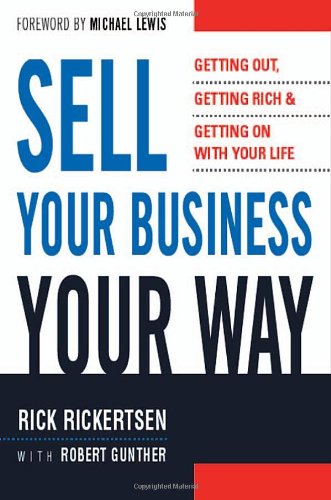 FOREWORD BY MICHAEL LEWIS
SELL
GETTING OUT,
GETTING RICH &
GETTING ON
WITH YOUR LIFE
YOUR BUSINESS
YOUR WAY
RICK RICKERTSEN
WITH ROBERT GUNTHER